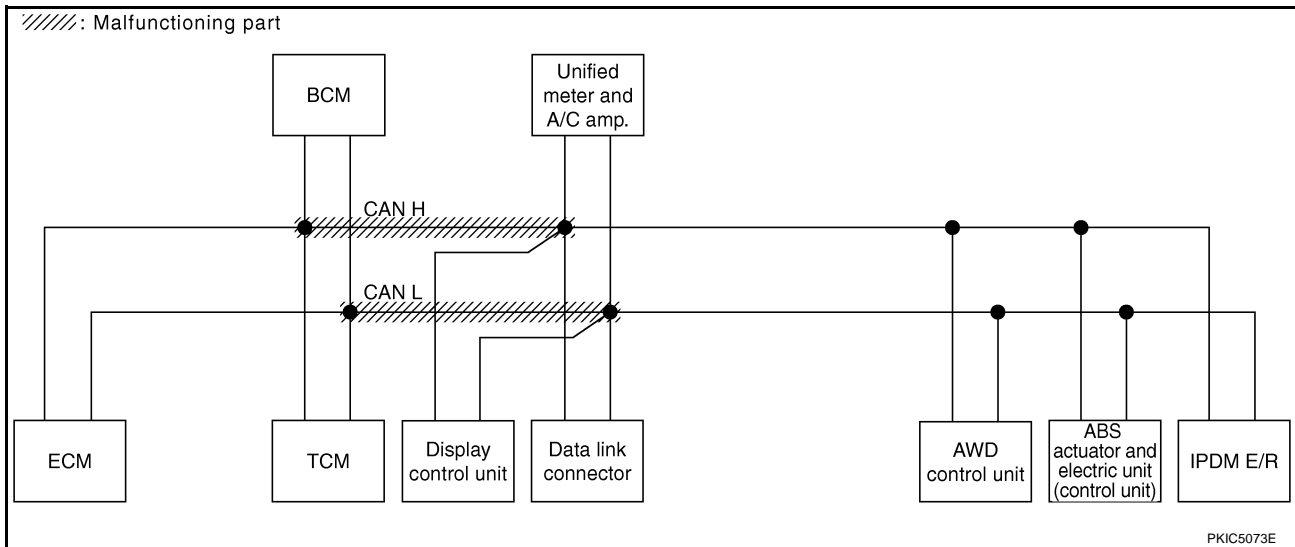 : Malfunctioning part
BCM
Unified
meter and
A/C amp.
CAN H
CAN L
ECM
TCM
Display
control unit
Data link
connector
AWD
control unit
ABS
actuator and
electric unit
(control unit)
IPDM E/R
PKIC5073E